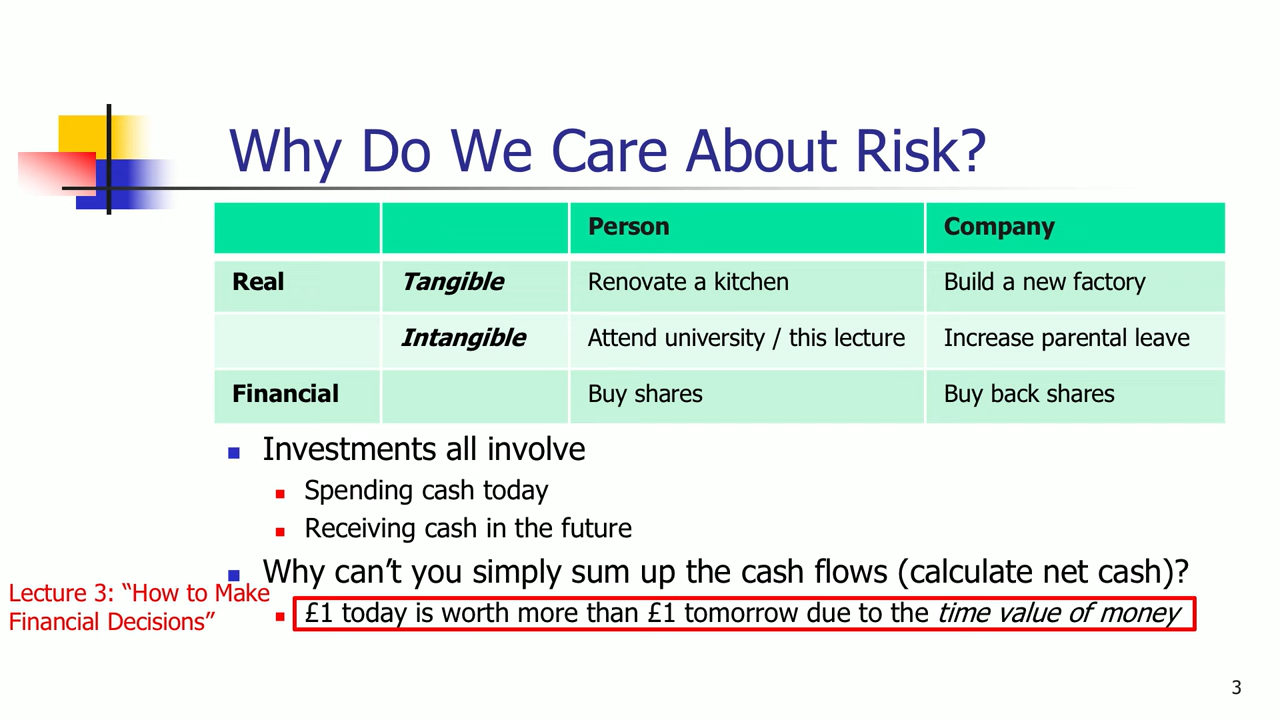 Why Do We Care About Risk?
Person Company
Real Tangible Renovate a kitchen Build a new factory
Intangible Attend university / this lecture Increase parental leave
Financial Buy shares Buy back shares
Investments all involve
Spending cash today
Receiving cash in the future
Why can’t you simply sum up the cash flows (calculate net cash)?
Lecture 3: “How to Make
Financial Decisions”
£1 today is worth more than £1 tomorrow due to the time value of money
3